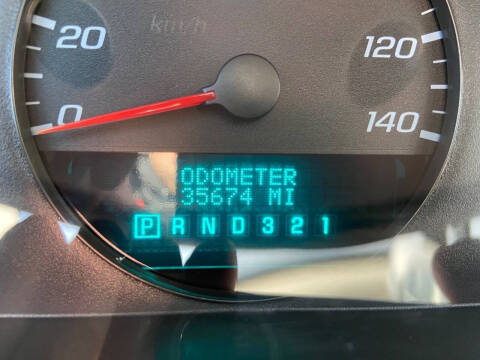 km/h
20 120
0 140
ODOMETER
35674 MI
P R N D 3 2 1